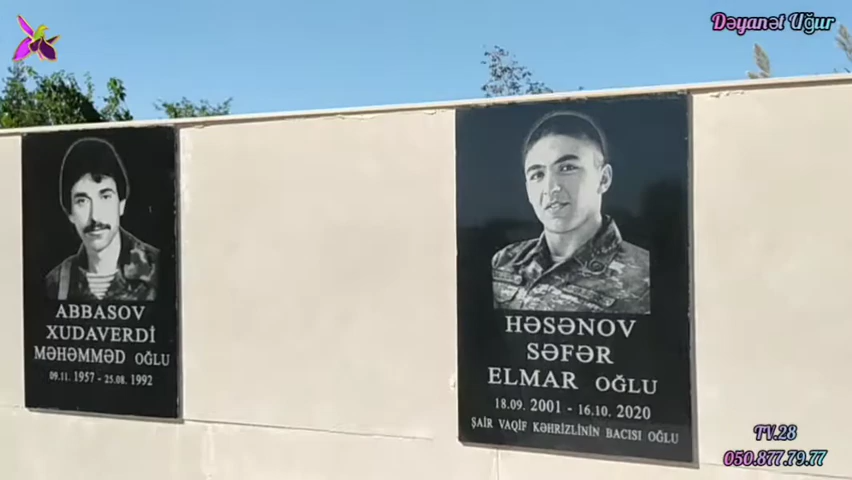 Dəyanət Uğur
ABBASOV
XUDAVERDİ
MƏHƏMMƏD OĞLU
09.11. 1957 - 25.08. 1992
HƏSƏNOV
SƏFƏR
ELMAR OĞLU
18.09. 2001 - 16.10. 2020
ŞAİR VAQİF KƏHRİZLİNİN BACISI OĞLU
TV.28
050.877.79.77